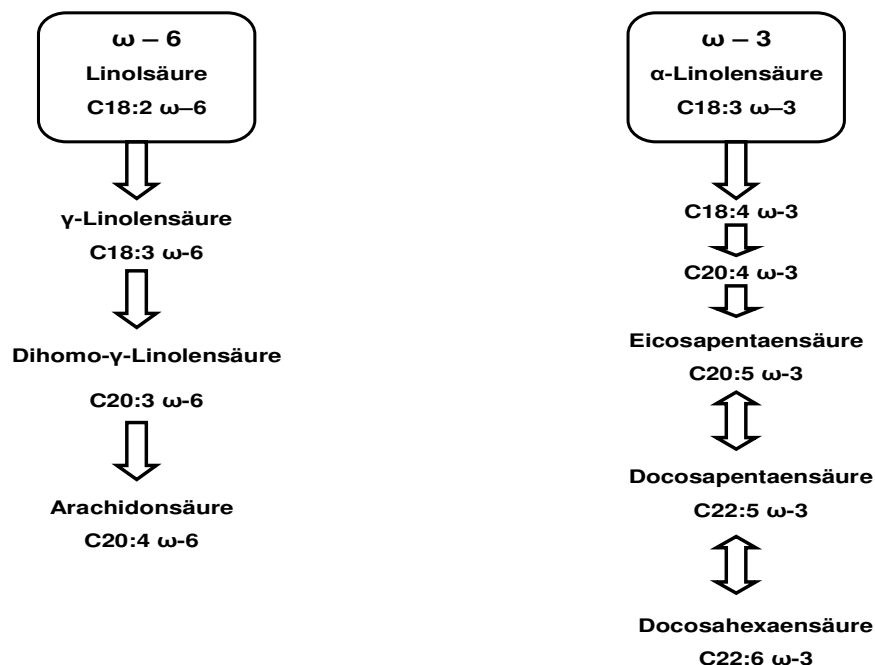 ω – 6
Linolsäure
C18:2 ω–6
γ-Linolensäure
C18:3 ω-6
Dihomo-γ-Linolensäure
C20:3 ω-6
Arachidonsäure
C20:4 ω-6
ω – 3
α-Linolensäure
C18:3 ω–3
C18:4 ω-3
C20:4 ω-3
Eicosapentaensäure
C20:5 ω-3
Docosapentaensäure
C22:5 ω-3
Docosahexaensäure
C22:6 ω-3